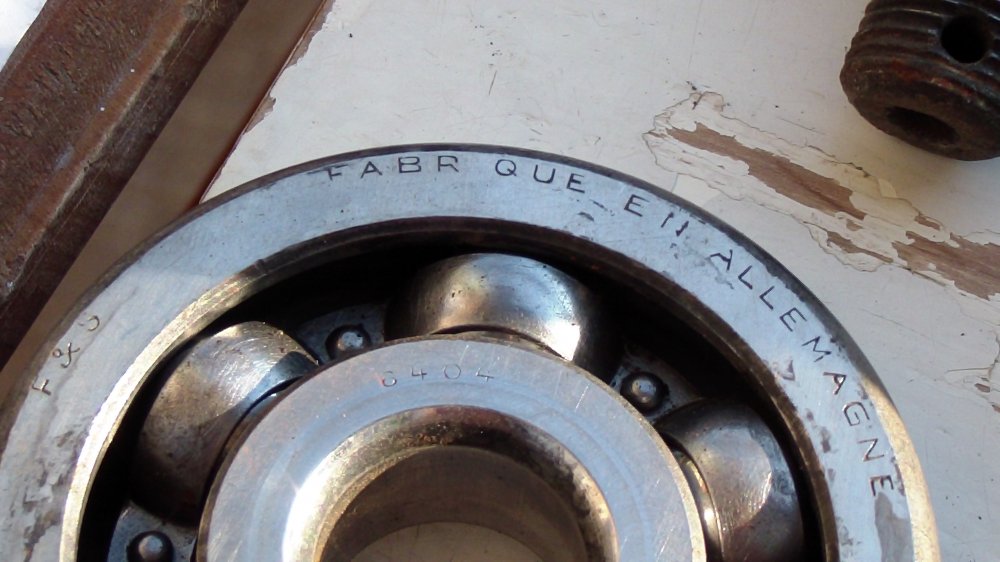 F & S
FABR QUE EN ALLEMAGNE
6404